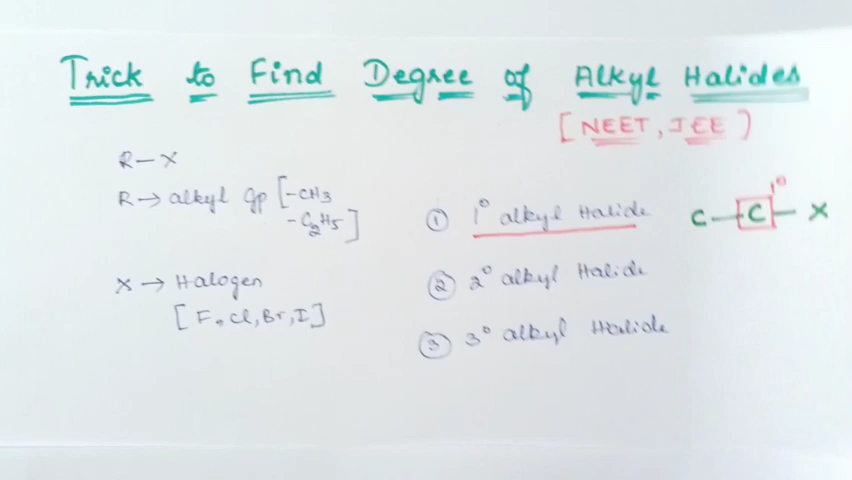 Trick to Find Degree of Alkyl Halides
[NEET, JEE)
R-X
R→ alkyl gp [-CH3
-C2H5]
X → Halogen
[F, Cl, Br, I]
① 1° alkyl Halide
② 2° alkyl Halide
③ 3° alkyl Halide
1°
C-C-X